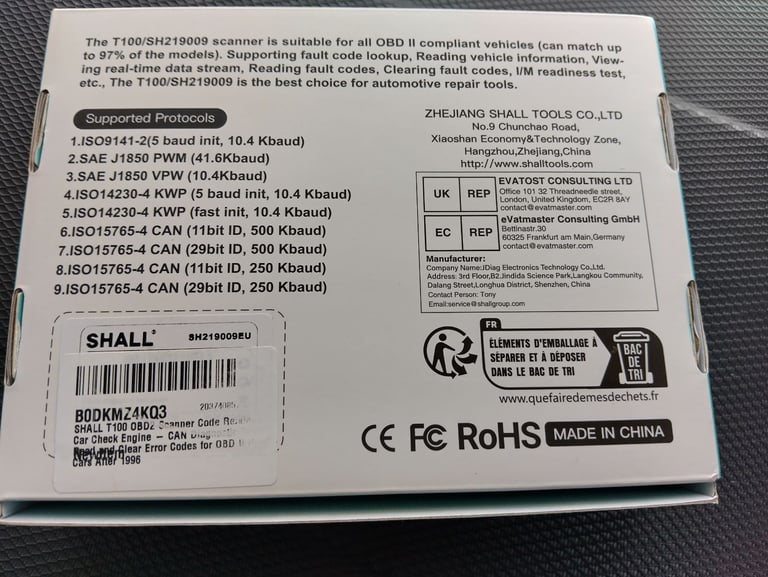 The T100/SH219009 scanner is suitable for all OBD II compliant vehicles (can match up
to 97% of the models). Supporting fault code lookup, Reading vehicle information, View-
ing real-time data stream, Reading fault codes, Clearing fault codes, I/M readiness test,
etc., The T100/SH219009 is the best choice for automotive repair tools.
Supported Protocols
1.ISO9141-2(5 baud init, 10.4 Kbaud)
2.SAE J1850 PWM (41.6Kbaud)
3.SAE J1850 VPW (10.4Kbaud)
4.ISO14230-4 KWP (5 baud init, 10.4 Kbaud)
5.ISO14230-4 KWP (fast init, 10.4 Kbaud)
6.ISO15765-4 CAN (11bit ID, 500 Kbaud)
7.ISO15765-4 CAN (29bit ID, 500 Kbaud)
8.ISO15765-4 CAN (11bit ID, 250 Kbaud)
9.ISO15765-4 CAN (29bit ID, 250 Kbaud)
ZHEJIANG SHALL TOOLS CO.,LTD
No.9 Chunchao Road,
Xiaoshan Economy&Technology Zone,
Hangzhou,Zhejiang,China
http://www.shalltools.com
UK REP
EVATOST CONSULTING LTD
Office 101 32 Threadneedle street,
London, United Kingdom, EC2R 8AY
contact@evatmaster.com
EC REP
eVatmaster Consulting GmbH
Bettinastr.30
60325 Frankfurt am Main,Germany
contact@evatmaster.com
Manufacturer:
Company Name:JDiag Electronics Technology Co.,Ltd.
Address: 3rd Floor,B2,Jindida Science Park,Langkou Community,
Dalang Street,Longhua District, Shenzhen, China
Contact Person: Tony
Email:service@shallgroup.com
SHALL®
SH219009EU
B0DKMZ4KQ3
SHALL T100 OBD2 Scanner Code
Car Check Engine – CAN
Read and Clear Error Codes for OBD II
Cars After 1996
FR
ÉLÉMENTS D'EMBALLAGE À
SÉPARER ET À DÉPOSER
DANS LE BAC DE TRI
BAC
DE
TRI
www.quefairedemesdechets.fr
CE FC RoHS MADE IN CHINA